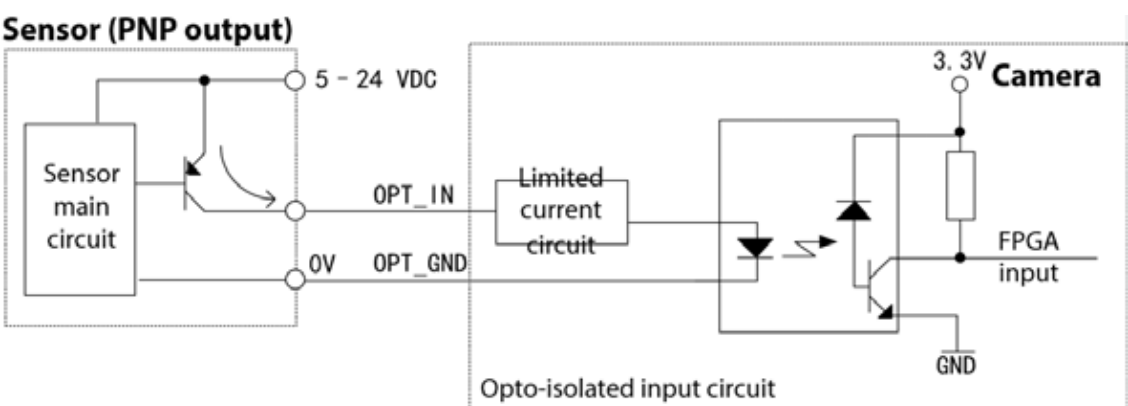 Sensor (PNP output)
5 - 24 VDC
3.3V
Camera
Sensor
main
circuit
OPT_IN
Limited
current
circuit
0V
OPT_GND
FPGA
input
GND
Opto-isolated input circuit